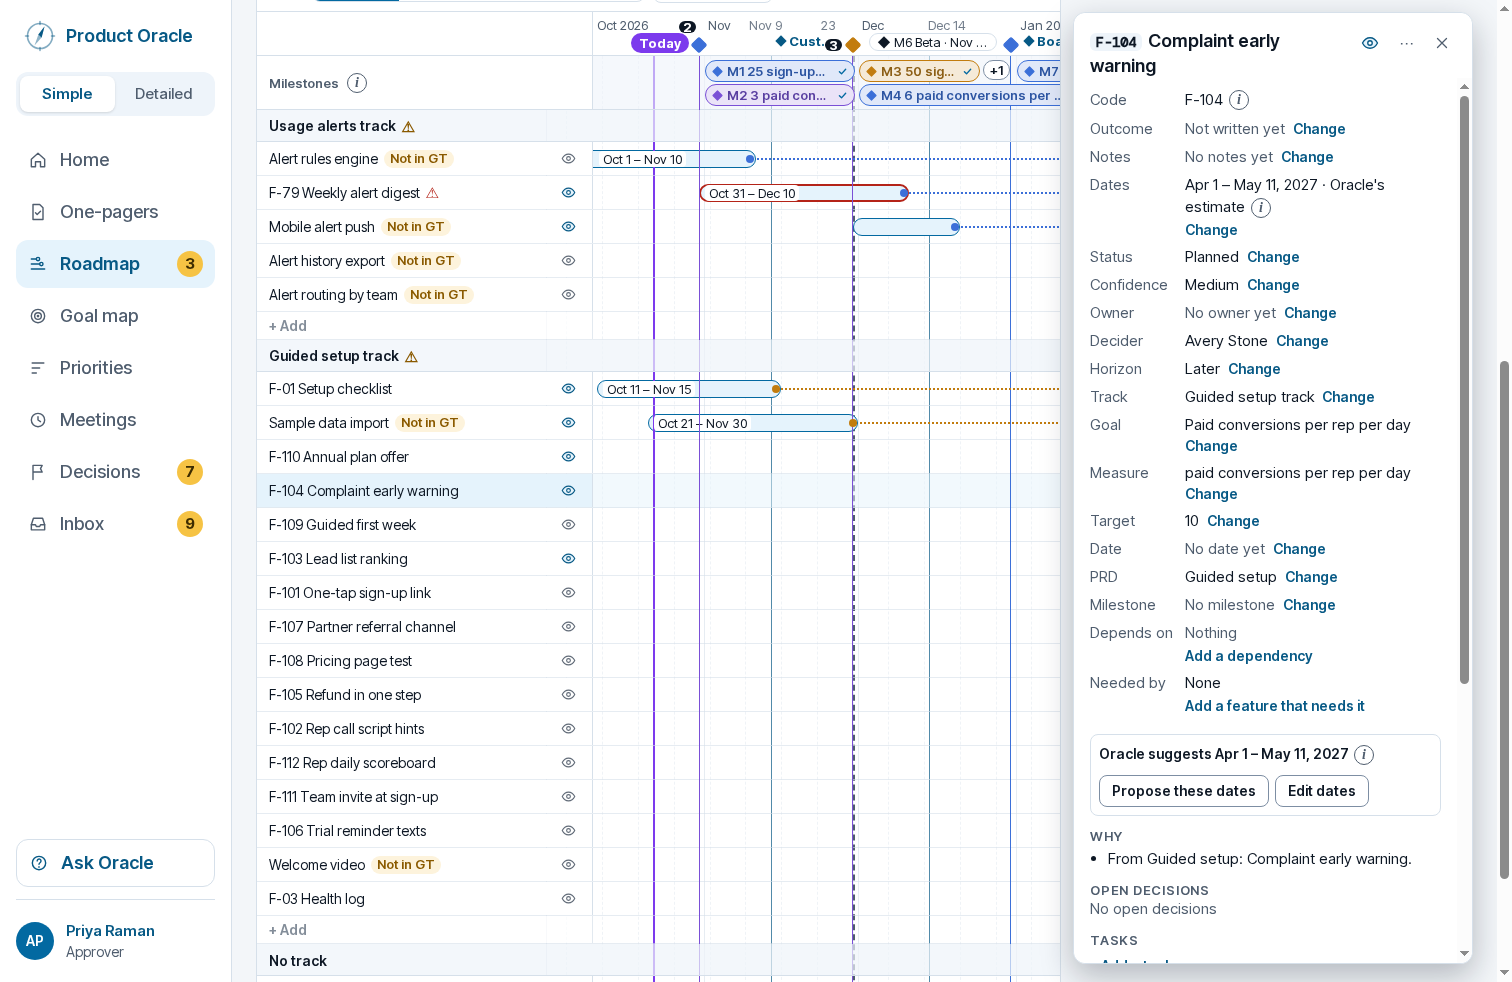 Product Oracle
Simple
Detailed
Home
One-pagers
Roadmap
3
Goal map
Priorities
Meetings
Decisions
7
Inbox
9
Ask Oracle
AP
Priya Raman
Approver
Oct 2026
2
Nov
Nov 9
23
Dec
Dec 14
Today
Cust.
3
M6 Beta · Nov ...
Milestones
i
M1 25 sign-up...
M3 50 sig...
+1
M7
M2 3 paid con...
M4 6 paid conversions per ..
Usage alerts track
Alert rules engine Not in GT
Oct 1 – Nov 10
F-79 Weekly alert digest
Oct 31 – Dec 10
Mobile alert push Not in GT
Alert history export Not in GT
Alert routing by team Not in GT
+ Add
Guided setup track
F-01 Setup checklist
Oct 11 – Nov 15
Sample data import Not in GT
Oct 21 – Nov 30
F-110 Annual plan offer
F-104 Complaint early warning
F-109 Guided first week
F-103 Lead list ranking
F-101 One-tap sign-up link
F-107 Partner referral channel
F-108 Pricing page test
F-105 Refund in one step
F-102 Rep call script hints
F-112 Rep daily scoreboard
F-111 Team invite at sign-up
F-106 Trial reminder texts
Welcome video Not in GT
F-03 Health log
+ Add
No track
F-104 Complaint early
warning
Code F-104 i
Outcome Not written yet Change
Notes No notes yet Change
Dates Apr 1 – May 11, 2027 · Oracle's
estimate i
Change
Status Planned Change
Confidence Medium Change
Owner No owner yet Change
Decider Avery Stone Change
Horizon Later Change
Track Guided setup track Change
Goal Paid conversions per rep per day
Change
Measure paid conversions per rep per day
Change
Target 10 Change
Date No date yet Change
PRD Guided setup Change
Milestone No milestone Change
Depends on Nothing
Add a dependency
Needed by None
Add a feature that needs it
Oracle suggests Apr 1 – May 11, 2027 i
Propose these dates
Edit dates
WHY
• From Guided setup: Complaint early warning.
OPEN DECISIONS
No open decisions
TASKS